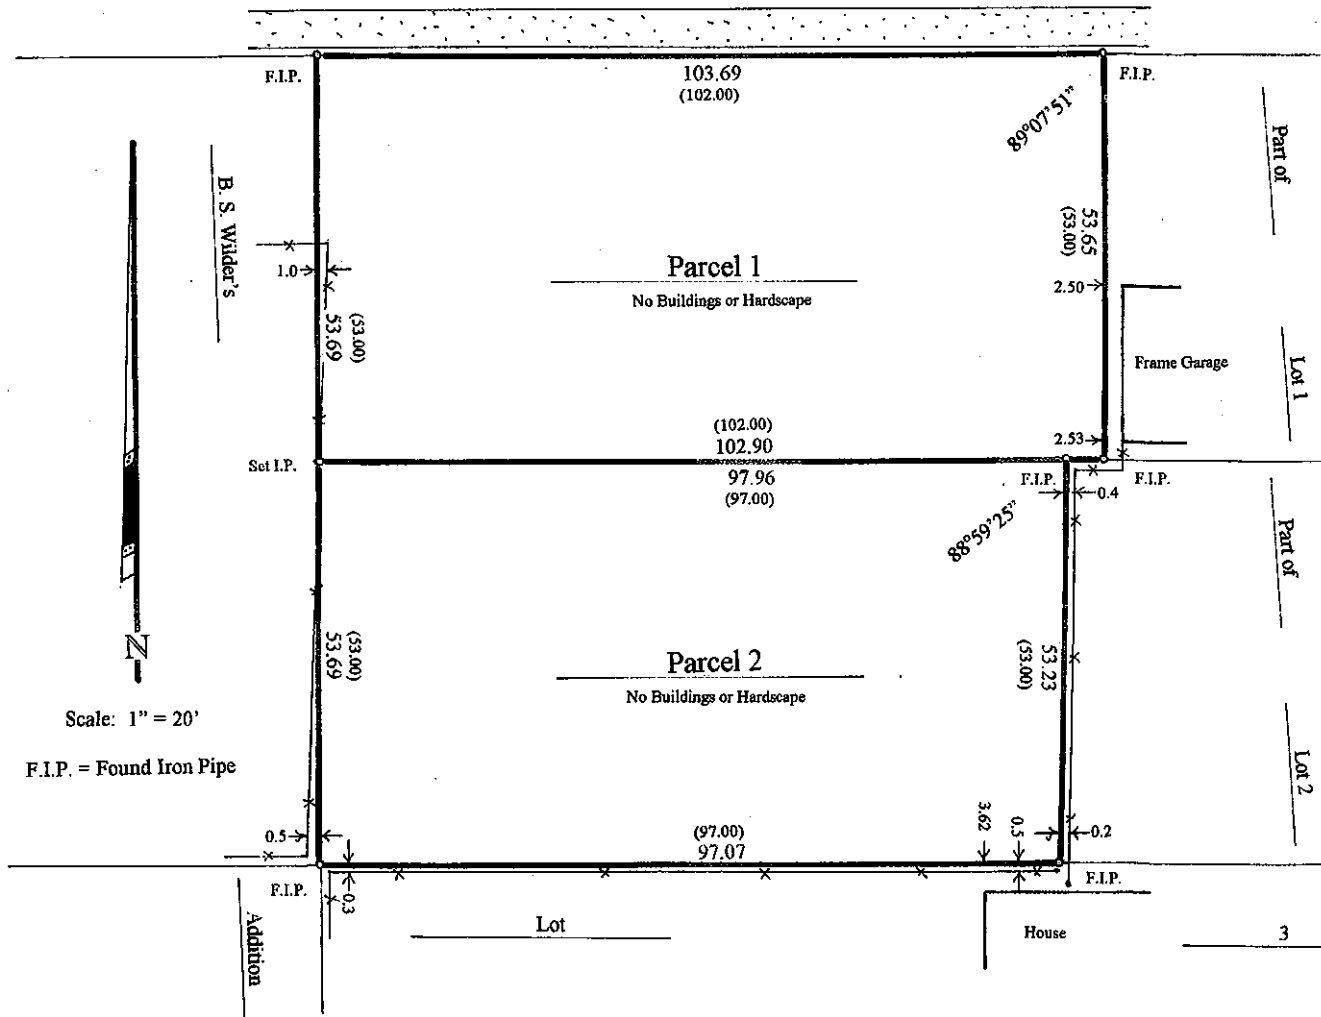 F.I.P.
103.69
(102.00)
F.I.P.
89°07'51"
Part of
B. S. Wilder's
53.65
(53.00)
1.0
Parcel 1
No Buildings or Hardscape
2.50
(53.00)
53.69
Frame Garage
Lot 1
(102.00)
102.90
2.53
Set I.P.
97.96
(97.00)
F.I.P.
F.I.P.
0.4
88°59'25"
Part of
N
(53.00)
53.69
Parcel 2
No Buildings or Hardscape
53.23
(53.00)
Scale: 1" = 20'
F.I.P. = Found Iron Pipe
Lot 2
0.5
(97.00)
97.07
3.62
0.5
0.2
F.I.P.
0.3
F.I.P.
Addition
Lot
House
3